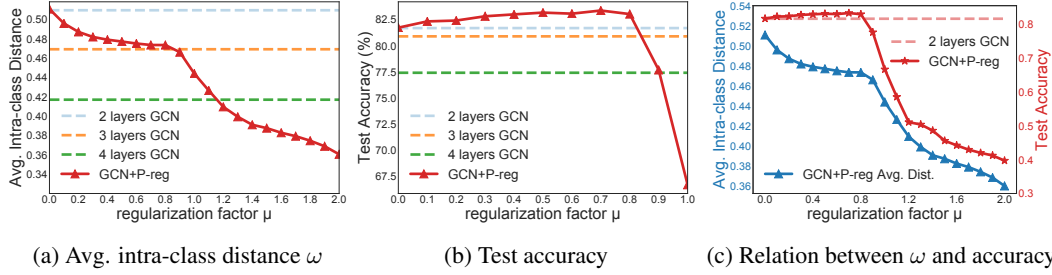 Avg. Intra-class Distance
0.50
0.48
0.46
0.44
0.42
0.40
0.38
0.36
0.34
2 layers GCN
3 layers GCN
4 layers GCN
GCN+P-reg
0.0 0.2 0.4 0.6 0.8 1.0 1.2 1.4 1.6 1.8 2.0
regularization factor μ
(a) Avg. intra-class distance ω
Test Accuracy (%)
82.5
80.0
77.5
75.0
72.5
70.0
67.5
2 layers GCN
3 layers GCN
4 layers GCN
GCN+P-reg
0.0 0.1 0.2 0.3 0.4 0.5 0.6 0.7 0.8 0.9 1.0
regularization factor μ
(b) Test accuracy
Avg. Intra-class Distance
0.54
0.52
0.50
0.48
0.46
0.44
0.42
0.40
0.38
0.36
2 layers GCN
GCN+P-reg
GCN+P-reg Avg. Dist.
0.0 0.4 0.8 1.2 1.6 2.0
regularization factor μ
0.8
0.7
0.6
0.5
0.4
0.3
Test Accuracy
(c) Relation between ω and accuracy